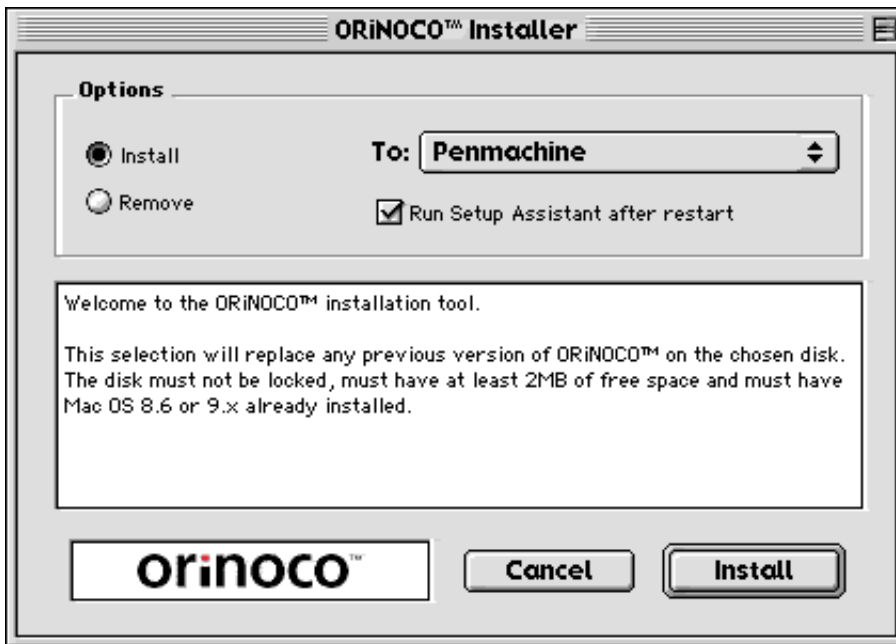 ORiNOCO™ Installer
Options
Install
To: Penmachine
Remove
Run Setup Assistant after restart
Welcome to the ORiNOCO™ installation tool.
This selection will replace any previous version of ORiNOCO™ on the chosen disk.
The disk must not be locked, must have at least 2MB of free space and must have
Mac OS 8.6 or 9.x already installed.
orinoco™
Cancel
Install